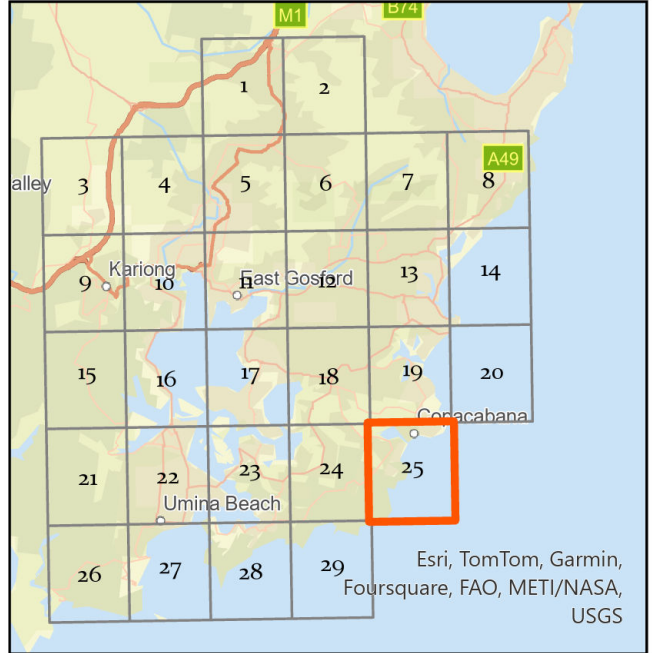 M1
B74
1
2
A49
alley
3
4
5
6
7
8
Kariong
East Gosford
9
10
11
12
13
14
15
16
17
18
19
20
Copacabana
21
22
23
24
25
Umina Beach
26
27
28
29
Esri, TomTom, Garmin,
Foursquare, FAO, METI/NASA,
USGS